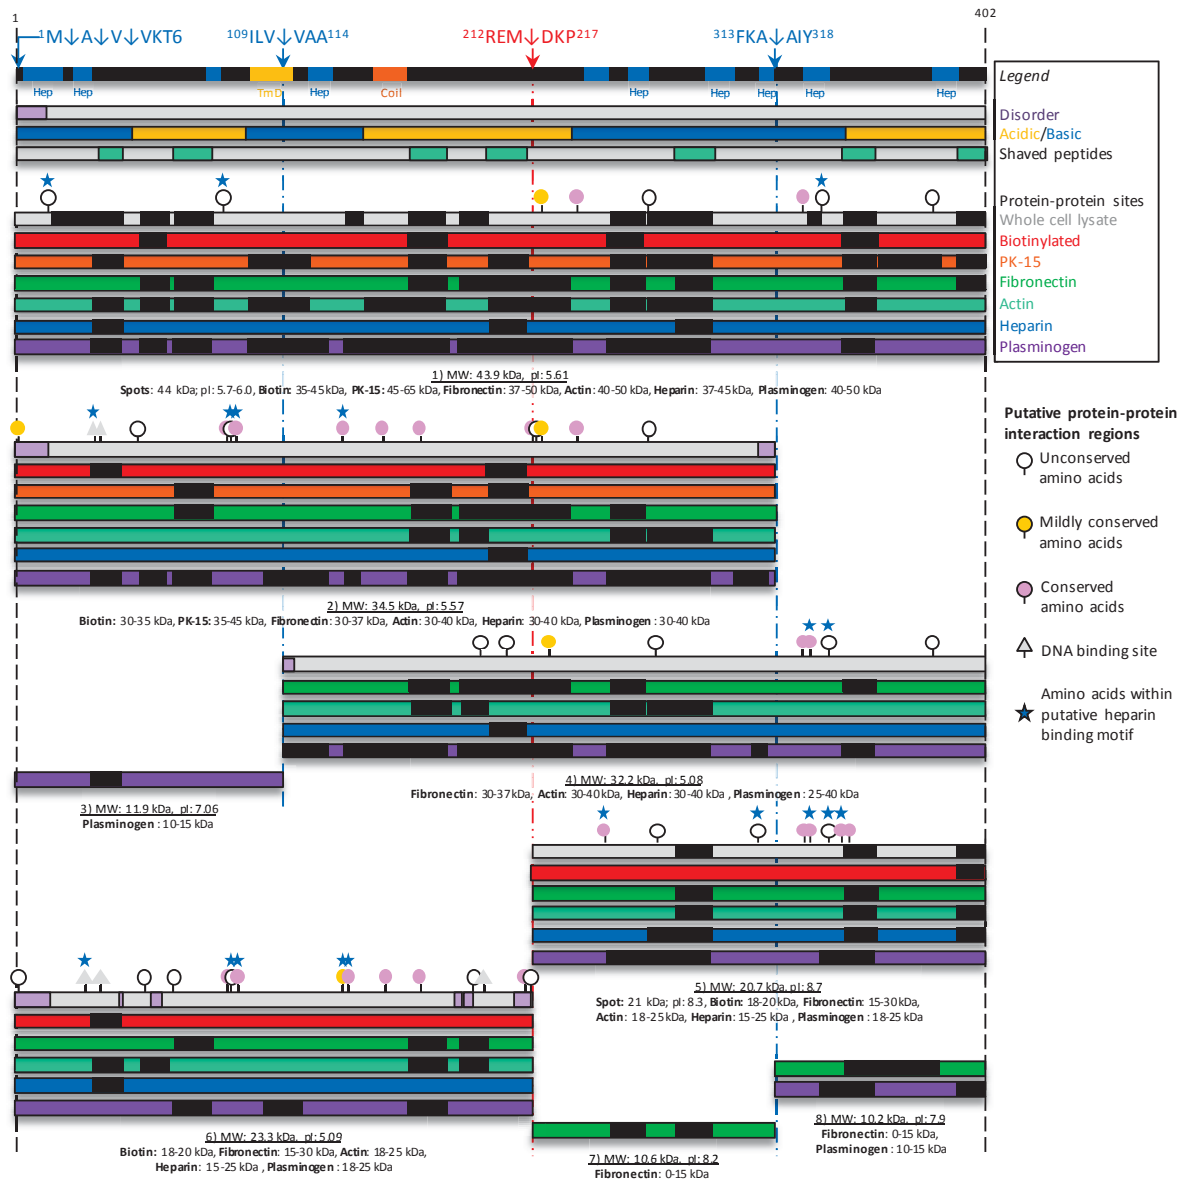 1
402
¹M↓A↓V↓VKT6
¹⁰⁹ILV↓VAA¹¹⁴
²¹²REM↓DKP²¹⁷
³¹³FKA↓AIY³¹⁸
Hep Hep TmD Hep Coil Hep Hep Hep Hep Hep
Legend
Disorder
Acidic/Basic
Shaved peptides
Protein-protein sites
Whole cell lysate
Biotinylated
PK-15
Fibronectin
Actin
Heparin
Plasminogen
1) MW: 43.9 kDa, pI: 5.61
Spots: 44 kDa; pI: 5.7-6.0, Biotin: 35-45kDa, PK-15: 45-65 kDa, Fibronectin: 37-50 kDa, Actin: 40-50 kDa, Heparin: 37-45kDa, Plasminogen: 40-50 kDa
2) MW: 34.5 kDa, pI: 5.57
Biotin: 30-35 kDa, PK-15: 35-45 kDa, Fibronectin: 30-37 kDa, Actin: 30-40 kDa, Heparin: 30-40 kDa, Plasminogen: 30-40 kDa
Putative protein-protein
interaction regions
Unconserved
amino acids
Mildly conserved
amino acids
Conserved
amino acids
DNA binding site
Amino acids within
putative heparin
binding motif
3) MW: 11.9 kDa, pI: 7.06
Plasminogen: 10-15 kDa
4) MW: 32.2 kDa, pI: 5.08
Fibronectin: 30-37kDa, Actin: 30-40kDa, Heparin: 30-40 kDa, Plasminogen: 25-40 kDa
5) MW: 20.7 kDa, pI: 8.7
Spot: 21 kDa; pI: 8.3, Biotin: 18-20 kDa, Fibronectin: 15-30 kDa,
Actin: 18-25 kDa, Heparin: 15-25 kDa, Plasminogen: 18-25 kDa
6) MW: 23.3 kDa, pI: 5.09
Biotin: 18-20 kDa, Fibronectin: 15-30 kDa, Actin: 18-25 kDa,
Heparin: 15-25 kDa, Plasminogen: 18-25 kDa
7) MW: 10.6 kDa, pI: 8.2
Fibronectin: 0-15 kDa
8) MW: 10.2 kDa, pI: 7.9
Fibronectin: 0-15 kDa,
Plasminogen: 10-15 kDa